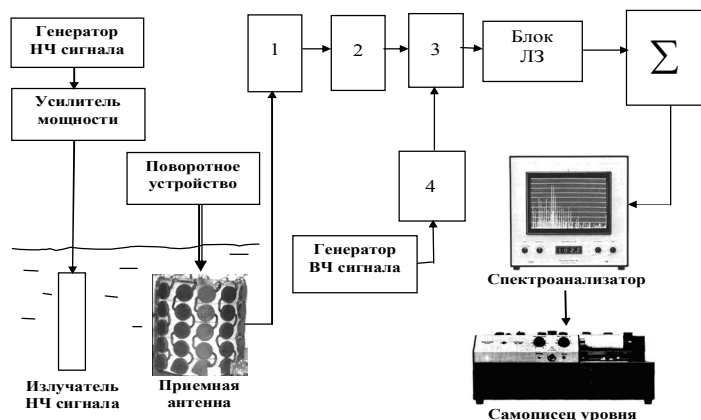 Генератор
НЧ сигнала
Усилитель
мощности
Поворотное
устройство
1
2
3
Блок
ЛЗ
Σ
4
Генератор
ВЧ сигнала
Спектроанализатор
Излучатель
НЧ сигнала
Приемная
антенна
Самописец уровня